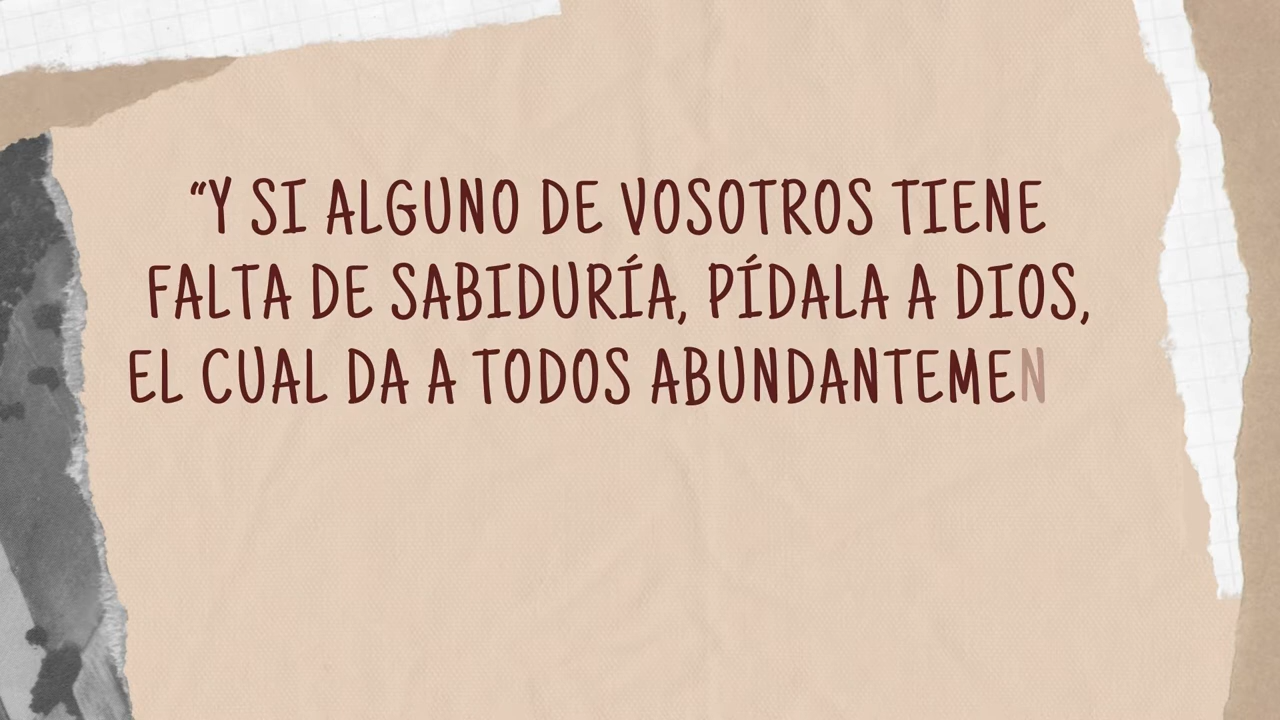 “Y SI ALGUNO DE VOSOTROS TIENE
FALTA DE SABIDURÍA, PÍDALA A DIOS,
EL CUAL DA A TODOS ABUNDANTEMEN